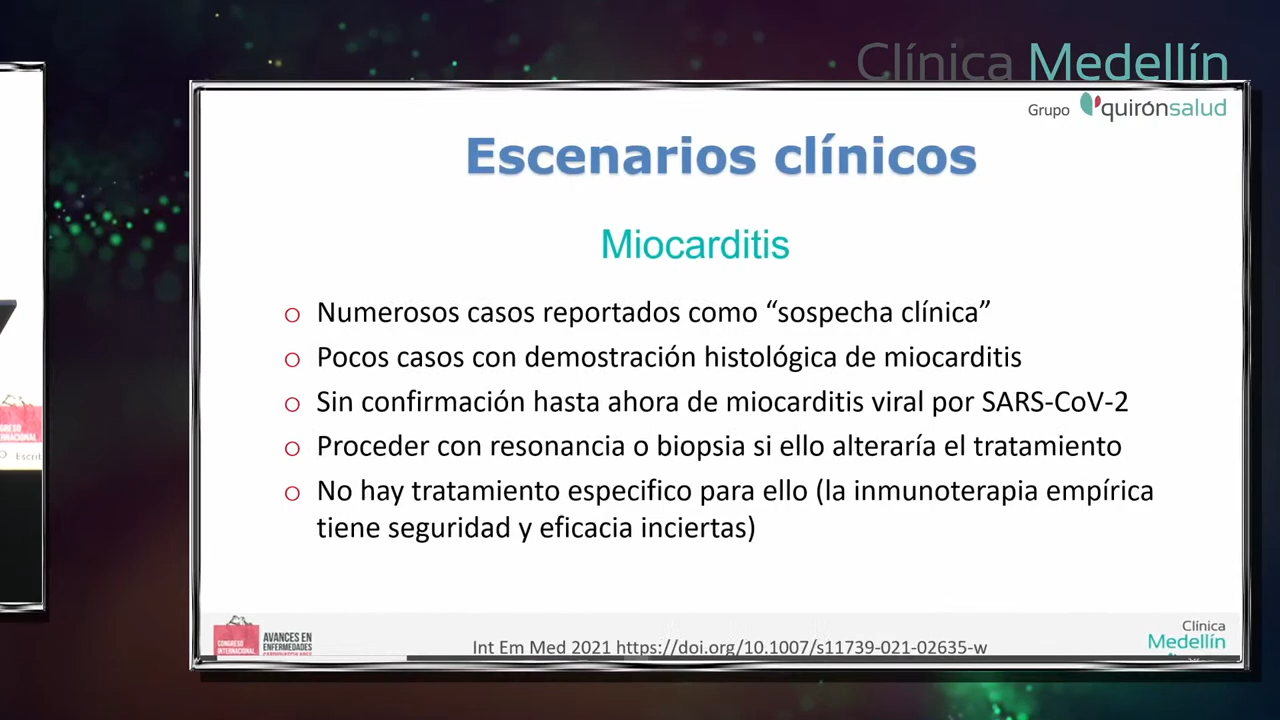 Clínica Medellín
Grupo quirónsalud
Escenarios clínicos
Miocarditis
o Numerosos casos reportados como “sospecha clínica”
o Pocos casos con demostración histológica de miocarditis
o Sin confirmación hasta ahora de miocarditis viral por SARS-CoV-2
o Proceder con resonancia o biopsia si ello alteraría el tratamiento
o No hay tratamiento especifico para ello (la inmunoterapia empírica
tiene seguridad y eficacia inciertas)
CONGRESO
INTERNACIONAL
AVANCES EN
ENFERMEDADES
CARDIOVASCULARES
Int Em Med 2021 https://doi.org/10.1007/s11739-021-02635-w
Clínica
Medellín